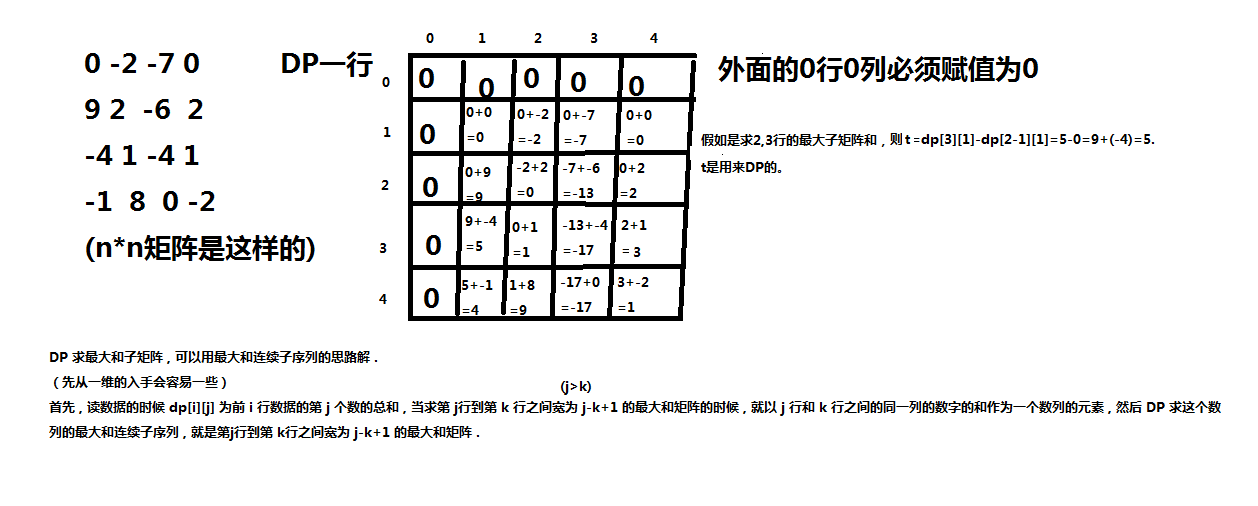 0 -2 -7 0
9 2 -6 2
-4 1 -4 1
-1 8 0 -2
(n*n矩阵是这样的)
DP一行
0 1 2 3 4
0 0 0 0 0 0
1 0 0+0 0+-2 0+-7 0+0
=0 =-2 =-7 =0
2 0 0+9 -2+2 -7+-6 0+2
=9 =0 =-13 =2
3 0 9+-4 0+1 -13+-4 2+1
=5 =1 =-17 = 3
4 0 5+-1 1+8 -17+0 3+-2
=4 =9 =-17 =1
外面的0行0列必须赋值为0
假如是求2,3行的最大子矩阵和，则 t =dp[3][1]-dp[2-1][1]=5-0=9+(-4)=5.
t是用来DP的。
DP 求最大和子矩阵，可以用最大和连续子序列的思路解．
（先从一维的入手会容易一些）
(j>k)
首先，读数据的时候 dp[i][j] 为前 i 行数据的第 j 个数的总和，当求第 j行到第 k 行之间宽为 j-k+1 的最大和矩阵的时候，就以 j 行和 k 行之间的同一列的数字的和作为一个数列的元素，然后 DP 求这个数
列的最大和连续子序列，就是第j行到第 k行之间宽为 j-k+1 的最大和矩阵．